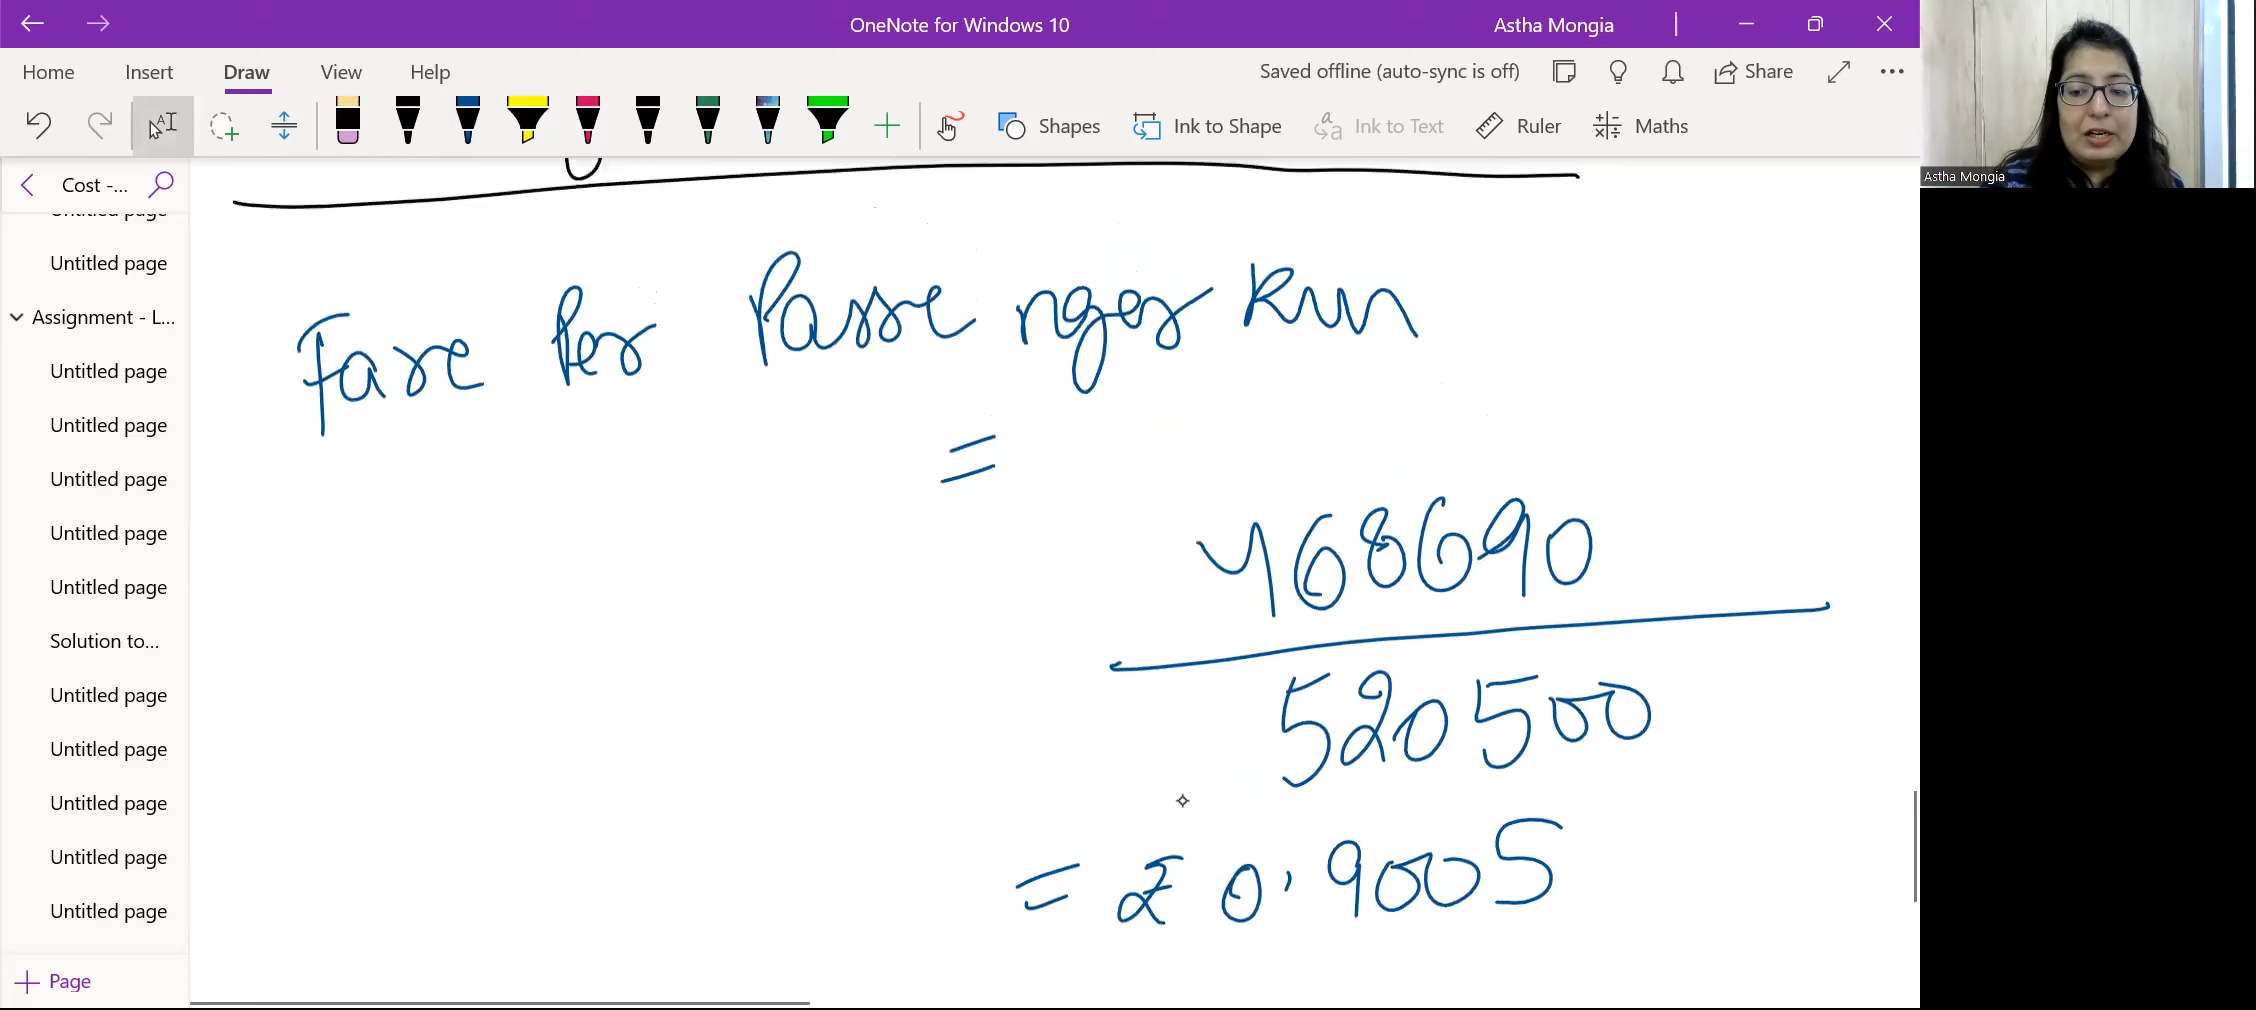 OneNote for Windows 10
Astha Mongia
Home Insert Draw View Help
Saved offline (auto-sync is off) Share
Shapes Ink to Shape Ink to Text Ruler Maths
Astha Mongia
Cost -...
Untitled page
Untitled page
Assignment - L...
Untitled page
Untitled page
Untitled page
Untitled page
Untitled page
Solution to...
Untitled page
Untitled page
Untitled page
Untitled page
Untitled page
Page
Fare Per Passenger Km
=
468690
520500
= ₹ 0.9005